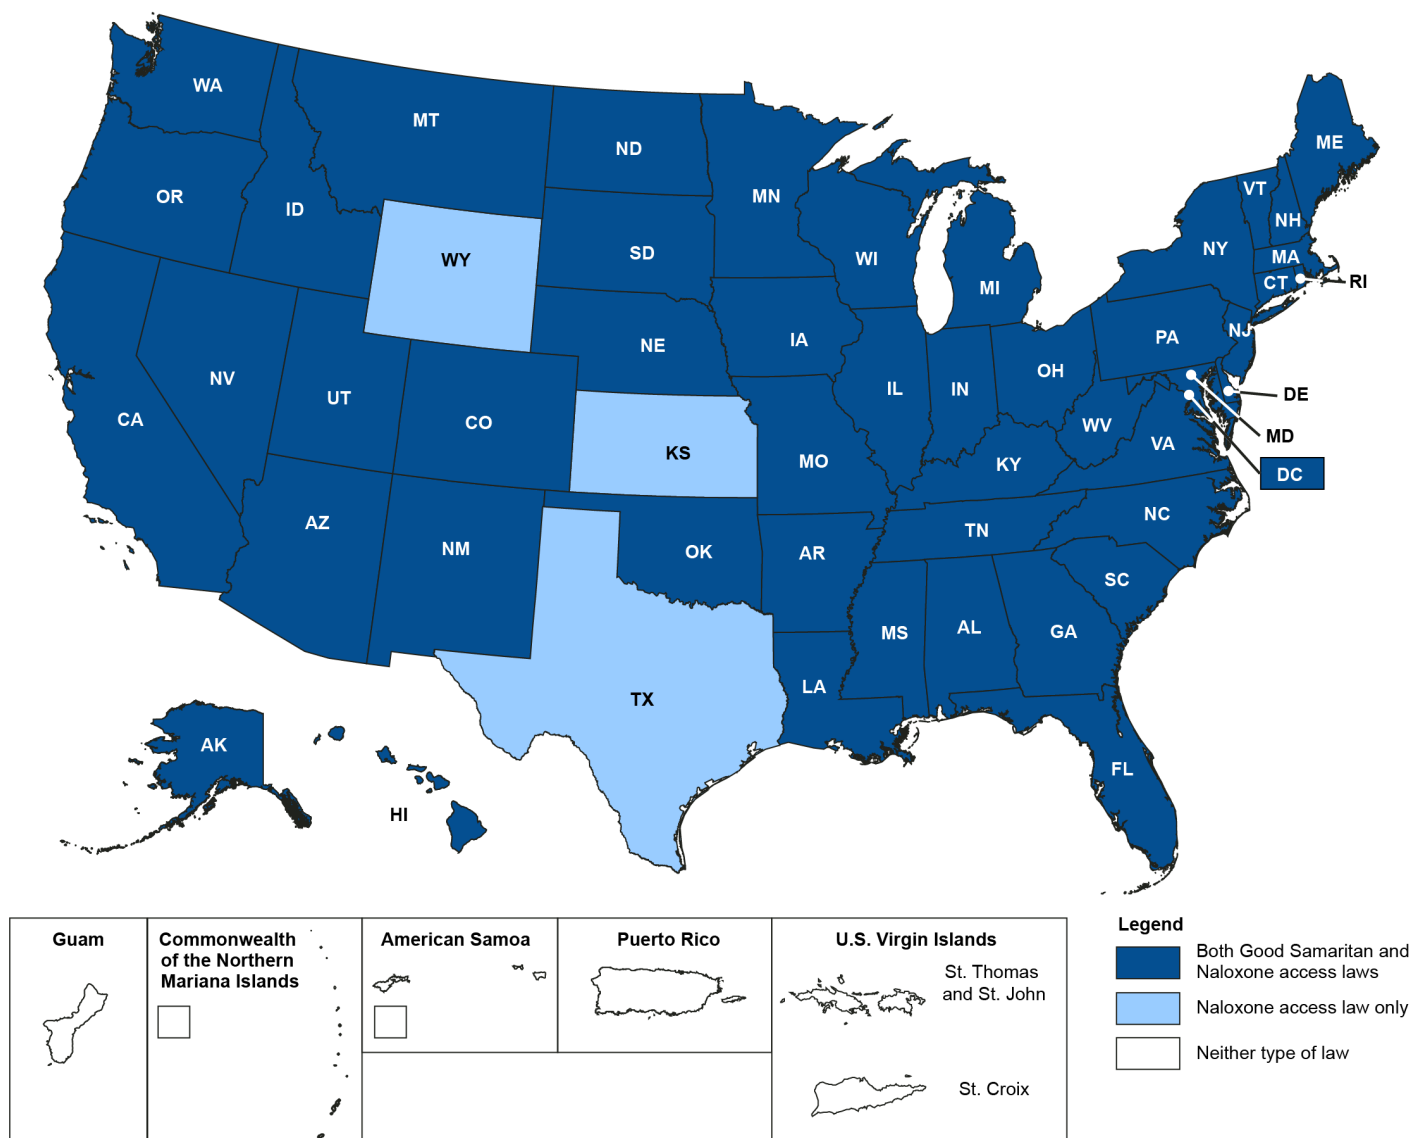 WA
MT
ND
MN
ME
OR
ID
WY
SD
WI
MI
NY
VT
NH
MA
CT
RI
NV
UT
CO
NE
IA
IL
IN
OH
PA
NJ
DE
MD
DC
CA
KS
MO
KY
WV
VA
AZ
NM
OK
AR
TN
NC
SC
MS
AL
GA
TX
LA
FL
AK
HI
Guam
Commonwealth
of the Northern
Mariana Islands
American Samoa
Puerto Rico
U.S. Virgin Islands
St. Thomas
and St. John
St. Croix
Legend
Both Good Samaritan and
Naloxone access laws
Naloxone access law only
Neither type of law